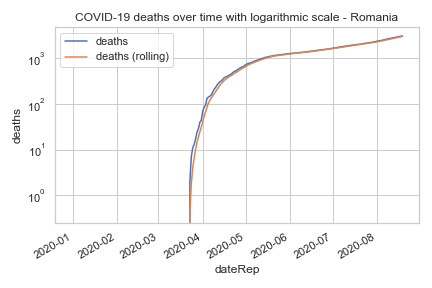 COVID-19 deaths over time with logarithmic scale - Romania
deaths
deaths (rolling)
10³
10²
10¹
10⁰
deaths
2020-01
2020-02
2020-03
2020-04
2020-05
2020-06
2020-07
2020-08
dateRep